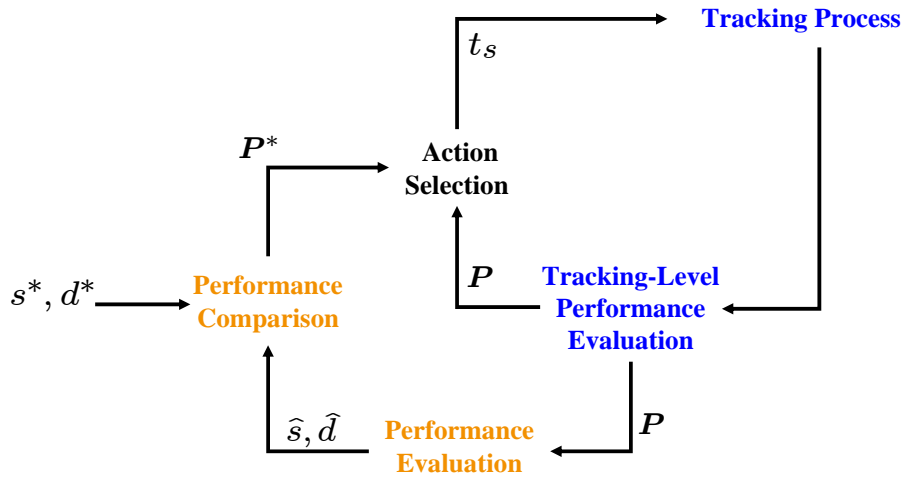 Tracking Process
t_s
P*
Action
Selection
s*, d*
Performance
Comparison
P
Tracking-Level
Performance
Evaluation
ŝ, d̂
Performance
Evaluation
P